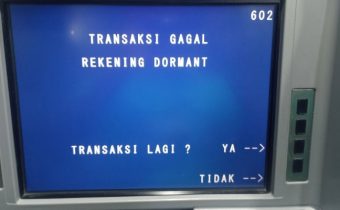 602
TRANSAKSI GAGAL
REKENING DORMANT
TRANSAKSI LAGI ? YA -->
TIDAK -->